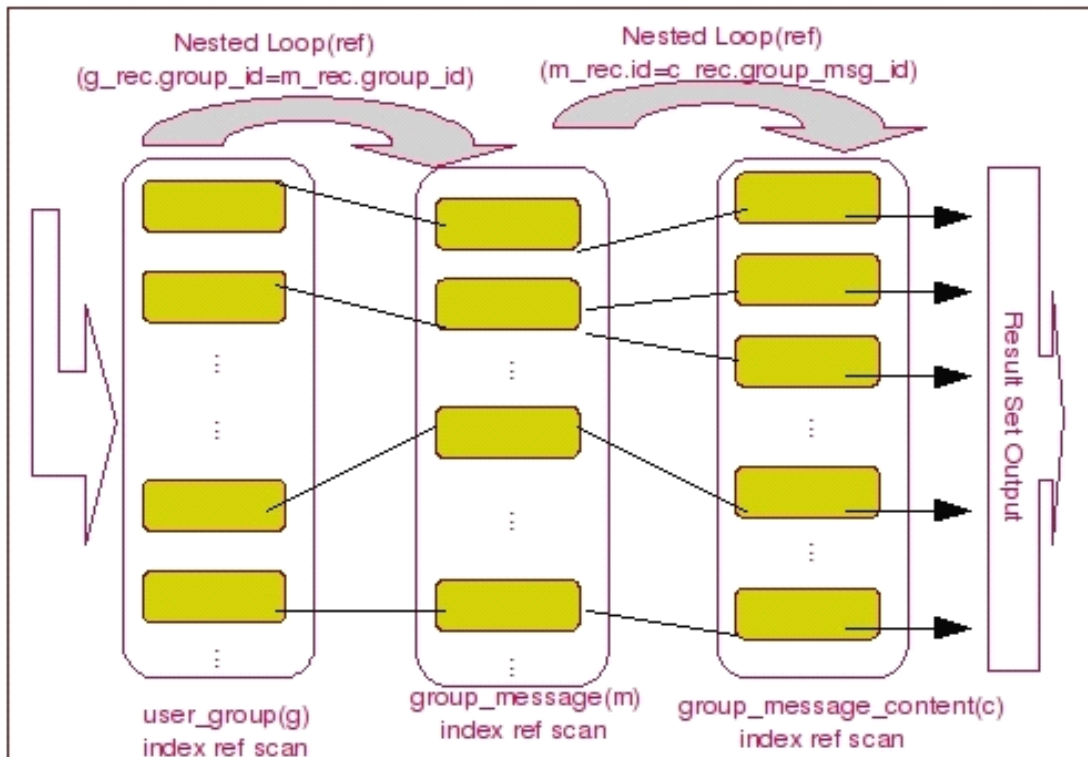 Nested Loop(ref)
(g_rec.group_id=m_rec.group_id)
Nested Loop(ref)
(m_rec.id=c_rec.group_msg_id)
Result Set Output
user_group(g)
index ref scan
group_message(m)
index ref scan
group_message_content(c)
index ref scan